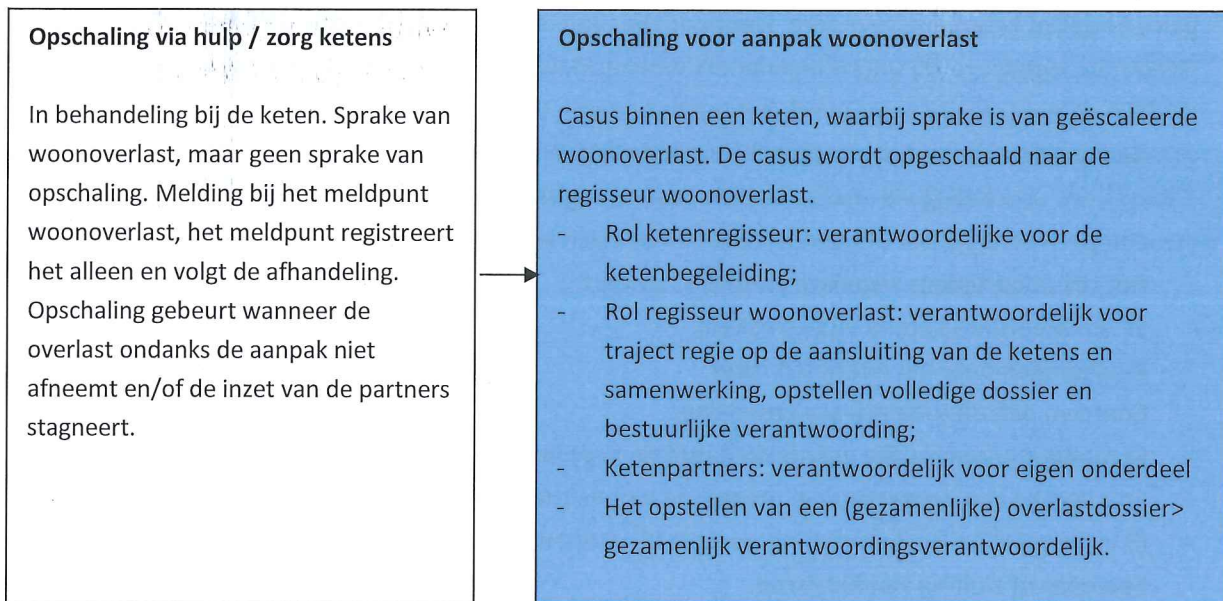 Opschaling via hulp / zorg ketens
In behandeling bij de keten. Sprake van
woonoverlast, maar geen sprake van
opschaling. Melding bij het meldpunt
woonoverlast, het meldpunt registreert
het alleen en volgt de afhandeling.
Opschaling gebeurt wanneer de
overlast ondanks de aanpak niet
afneemt en/of de inzet van de partners
stagneert.
Opschaling voor aanpak woonoverlast
Casus binnen een keten, waarbij sprake is van geëscaleerde
woonoverlast. De casus wordt opgeschaald naar de
regisseur woonoverlast.
- Rol ketenregisseur: verantwoordelijke voor de
ketenbegeleiding;
- Rol regisseur woonoverlast: verantwoordelijk voor
traject regie op de aansluiting van de ketens en
samenwerking, opstellen volledige dossier en
bestuurlijke verantwoording;
- Ketenpartners: verantwoordelijk voor eigen onderdeel
- Het opstellen van een (gezamenlijke) overlastdossier>
gezamenlijk verantwoordingsverantwoordelijk.